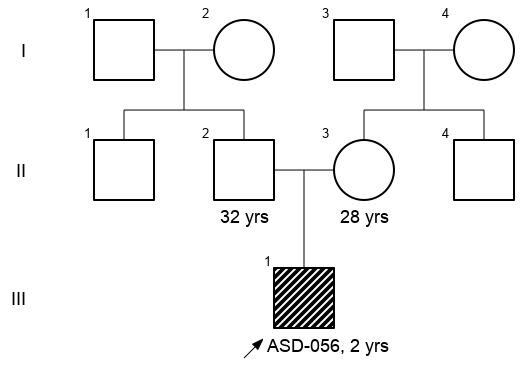 1 2 3 4
I
1 2 3 4
II
32 yrs 28 yrs
1
III
ASD-056, 2 yrs